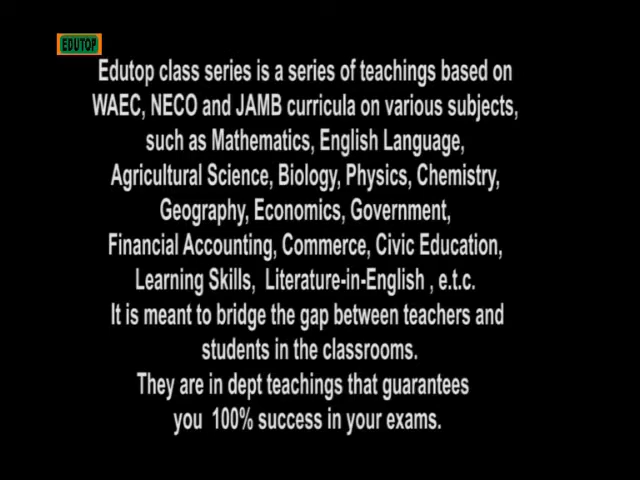 EDUTOP
Edutop class series is a series of teachings based on
WAEC, NECO and JAMB curricula on various subjects,
such as Mathematics, English Language,
Agricultural Science, Biology, Physics, Chemistry,
Geography, Economics, Government,
Financial Accounting, Commerce, Civic Education,
Learning Skills,  Literature-in-English , e.t.c.
It is meant to bridge the gap between teachers and
students in the classrooms.
They are in dept teachings that guarantees
you  100% success in your exams.